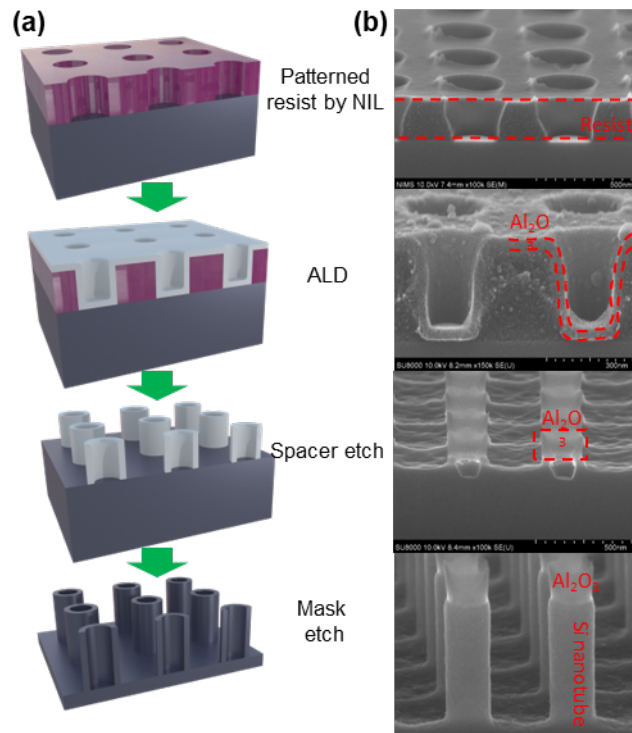 (a)
(b)
Patterned
resist by NIL
ALD
Spacer etch
Mask
etch
Resist
NIMS 10.0kV 7.4mm x100k SE(M)
500nm
Al₂O
3
SU8000 10.0kV 8.2mm x150k SE(U)
300nm
Al₂O
3
SU8000 10.0kV 8.4mm x100k SE(U)
500nm
Al₂O₃
Si nanotube